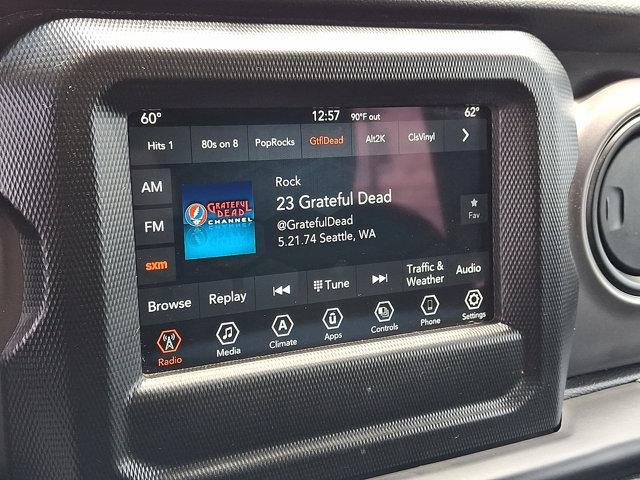 60° 12:57 90°F out 62°
Hits 1 80s on 8 PopRocks GtflDead Alt2K ClsVinyl
AM
FM
sxm
GRATEFUL
DEAD
CHANNEL
Rock
23 Grateful Dead
@GratefulDead
5.21.74 Seattle, WA
Fav
Browse Replay Tune Traffic &
Weather Audio
Radio Media Climate Apps Controls Phone Settings